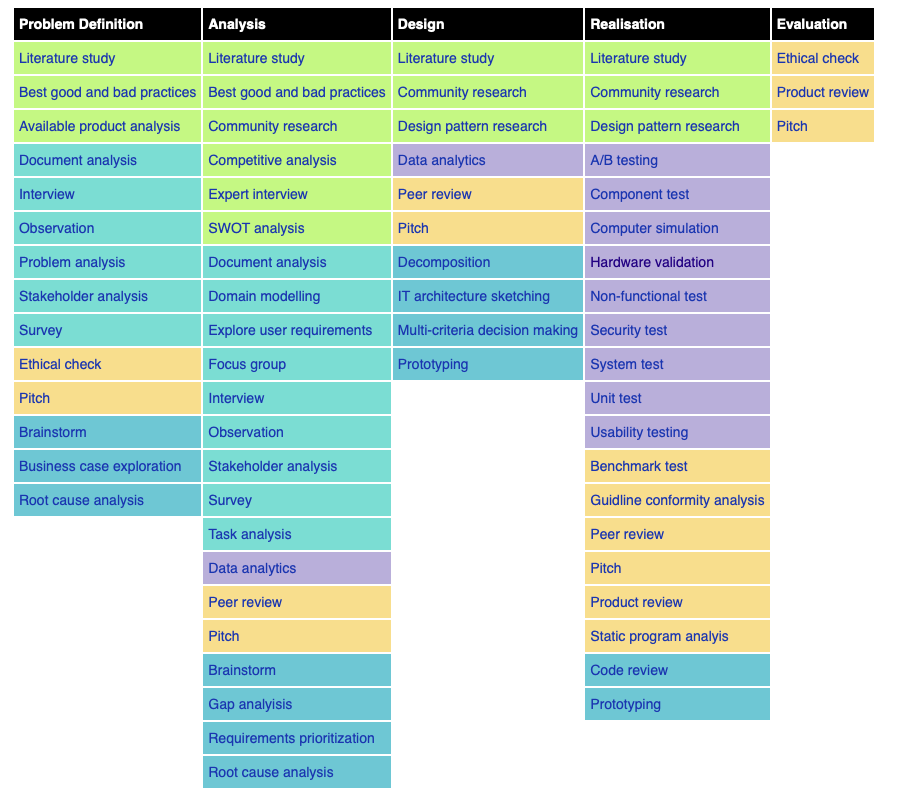 Problem Definition Analysis Design Realisation Evaluation
Literature study Literature study Literature study Literature study Ethical check
Best good and bad practices Best good and bad practices Community research Community research Product review
Available product analysis Community research Design pattern research Design pattern research Pitch
Document analysis Competitive analysis Data analytics A/B testing
Interview Expert interview Peer review Component test
Observation SWOT analysis Pitch Computer simulation
Problem analysis Document analysis Decomposition Hardware validation
Stakeholder analysis Domain modelling IT architecture sketching Non-functional test
Survey Explore user requirements Multi-criteria decision making Security test
Ethical check Focus group Prototyping System test
Pitch Interview Unit test
Brainstorm Observation Usability testing
Business case exploration Stakeholder analysis Benchmark test
Root cause analysis Survey Guidline conformity analysis
Task analysis Peer review
Data analytics Pitch
Peer review Product review
Pitch Static program analyis
Brainstorm Code review
Gap analyisis Prototyping
Requirements prioritization
Root cause analysis